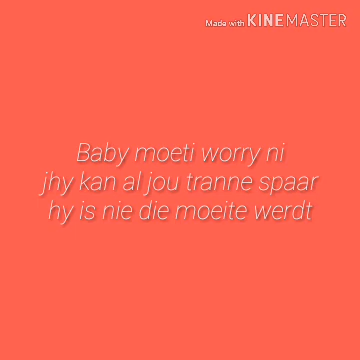 Made with KINEMASTER
Baby moeti worry ni
jhy kan al jou tranne spaar
hy is nie die moeite werdt